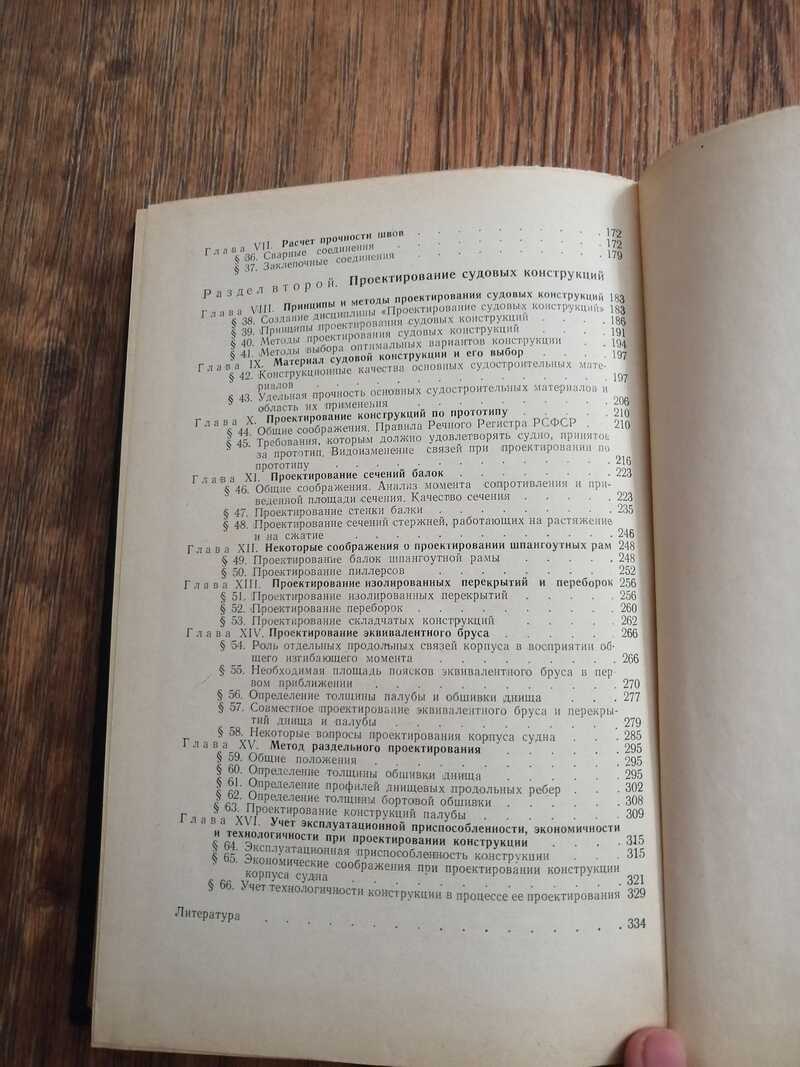 Глава VII. Расчет прочности швов . . . . . . . . . . 172
§ 36. Сварные соединения . . . . . . . . . . 172
§ 37. Заклепочные соединения . . . . . . . . . . 179
Раздел второй. Проектирование судовых конструкций
Глава VIII. Принципы и методы проектирования судовых конструкций 183
§ 38. Создание дисциплины «Проектирование судовых конструкций» 183
§ 39. Принципы проектирования судовых конструкций . . . . 186
§ 40. Методы проектирования судовых конструкций . . . . 191
§ 41. Методы выбора оптимальных вариантов конструкции . . 194
Глава IX. Материал судовой конструкции и его выбор . . . . 197
§ 42. Конструкционные качества основных судостроительных мате-
риалов . . . . . . . . . . 197
§ 43. Удельная прочность основных судостроительных материалов и
область их применения . . . . . . . . . . 206
Глава X. Проектирование конструкций по прототипу . . . . . 210
§ 44. Общие соображения. Правила Речного Регистра РСФСР . 210
§ 45. Требования, которым должно удовлетворять судно, принятое
за прототип. Видоизменение связей при проектировании по
прототипу . . . . . . . . . . 216
Глава XI. Проектирование сечений балок . . . . . . . . 223
§ 46. Общие соображения. Анализ момента сопротивления и при-
веденной площади сечения. Качество сечения . . . . . 223
§ 47. Проектирование стенки балки . . . . . . . . . 235
§ 48. Проектирование сечений стержней, работающих на растяжение
и на сжатие . . . . . . . . . . 246
Глава XII. Некоторые соображения о проектировании шпангоутных рам 248
§ 49. Проектирование балок шпангоутной рамы . . . . . 248
§ 50. Проектирование пиллерсов . . . . . . . . . 252
Глава XIII. Проектирование изолированных перекрытий и переборок 256
§ 51. Проектирование изолированных перекрытий . . . . . 256
§ 52. Проектирование переборок . . . . . . . . . 260
§ 53. Проектирование складчатых конструкций . . . . . 262
Глава XIV. Проектирование эквивалентного бруса . . . . . . 266
§ 54. Роль отдельных продольных связей корпуса в восприятии об-
щего изгибающего момента . . . . . . . . . 266
§ 55. Необходимая площадь поясков эквивалентного бруса в пер
вом приближении . . . . . . . . . . 270
§ 56. Определение толщины палубы и обшивки днища . . . 277
§ 57. Совместное проектирование эквивалентного бруса и перекры-
тий днища и палубы . . . . . . . . . . 279
§ 58. Некоторые вопросы проектирования корпуса судна . . . 285
Глава XV. Метод раздельного проектирования . . . . . . 295
§ 59. Общие положения . . . . . . . . . . 295
§ 60. Определение толщины обшивки днища . . . . . . 295
§ 61. Определение профилей днищевых продольных ребер . . . 302
§ 62. Определение толщины бортовой обшивки . . . . . 308
§ 63. Проектирование конструкций палубы . . . . . . 309
Глава XVI. Учет эксплуатационной приспособленности, экономичности
и технологичности при проектировании конструкции . . . . 315
§ 64. Эксплуатационная приспособленность конструкции . . . 315
§ 65. Экономические соображения при проектировании конструкции
корпуса судна . . . . . . . . . . 321
§ 66. Учет технологичности конструкции в процессе ее проектирования 329
Литература . . . . . . . . . . 334